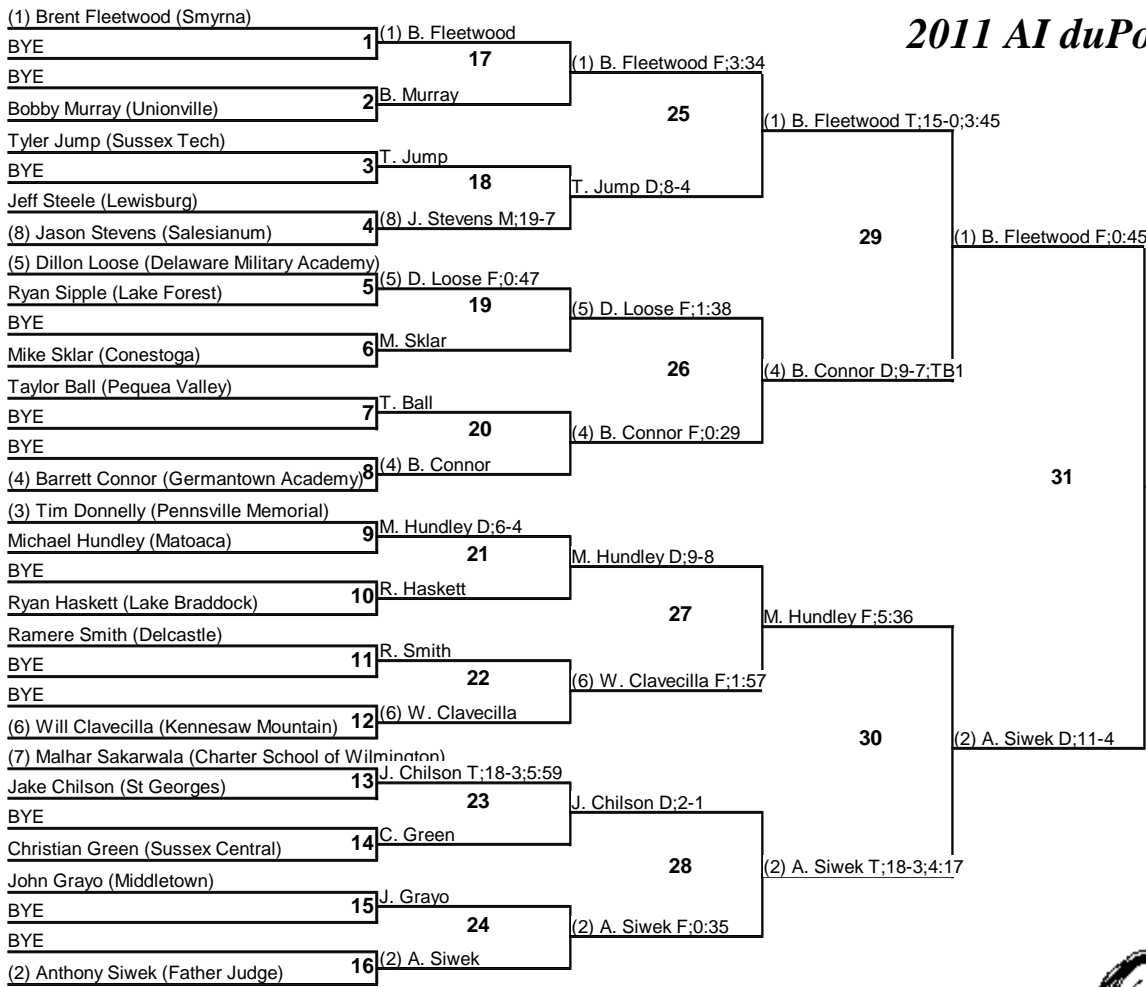 2011 AI duPo
(1) Brent Fleetwood (Smyrna)
BYE
1
(1) B. Fleetwood
17
BYE
Bobby Murray (Unionville)
2
B. Murray
(1) B. Fleetwood F;3:34
25
Tyler Jump (Sussex Tech)
BYE
3
T. Jump
18
Jeff Steele (Lewisburg)
(8) Jason Stevens (Salesianum)
4
(8) J. Stevens M;19-7
T. Jump D;8-4
(1) B. Fleetwood T;15-0;3:45
29
(5) Dillon Loose (Delaware Military Academy)
Ryan Sipple (Lake Forest)
5
(5) D. Loose F;0:47
19
BYE
Mike Sklar (Conestoga)
6
M. Sklar
(5) D. Loose F;1:38
26
Taylor Ball (Pequea Valley)
BYE
7
T. Ball
20
BYE
(4) Barrett Connor (Germantown Academy)
8
(4) B. Connor
(4) B. Connor F;0:29
(4) B. Connor D;9-7;TB1
(1) B. Fleetwood F;0:45
31
(3) Tim Donnelly (Pennsville Memorial)
Michael Hundley (Matoaca)
9
M. Hundley D;6-4
21
BYE
Ryan Haskett (Lake Braddock)
10
R. Haskett
M. Hundley D;9-8
27
Ramere Smith (Delcastle)
BYE
11
R. Smith
22
BYE
(6) Will Clavecilla (Kennesaw Mountain)
12
(6) W. Clavecilla
(6) W. Clavecilla F;1:57
M. Hundley F;5:36
30
(7) Malhar Sakarwala (Charter School of Wilmington)
Jake Chilson (St Georges)
13
J. Chilson T;18-3;5:59
23
BYE
Christian Green (Sussex Central)
14
C. Green
J. Chilson D;2-1
28
John Grayo (Middletown)
BYE
15
J. Grayo
24
BYE
(2) Anthony Siwek (Father Judge)
16
(2) A. Siwek
(2) A. Siwek F;0:35
(2) A. Siwek T;18-3;4:17
(2) A. Siwek D;11-4